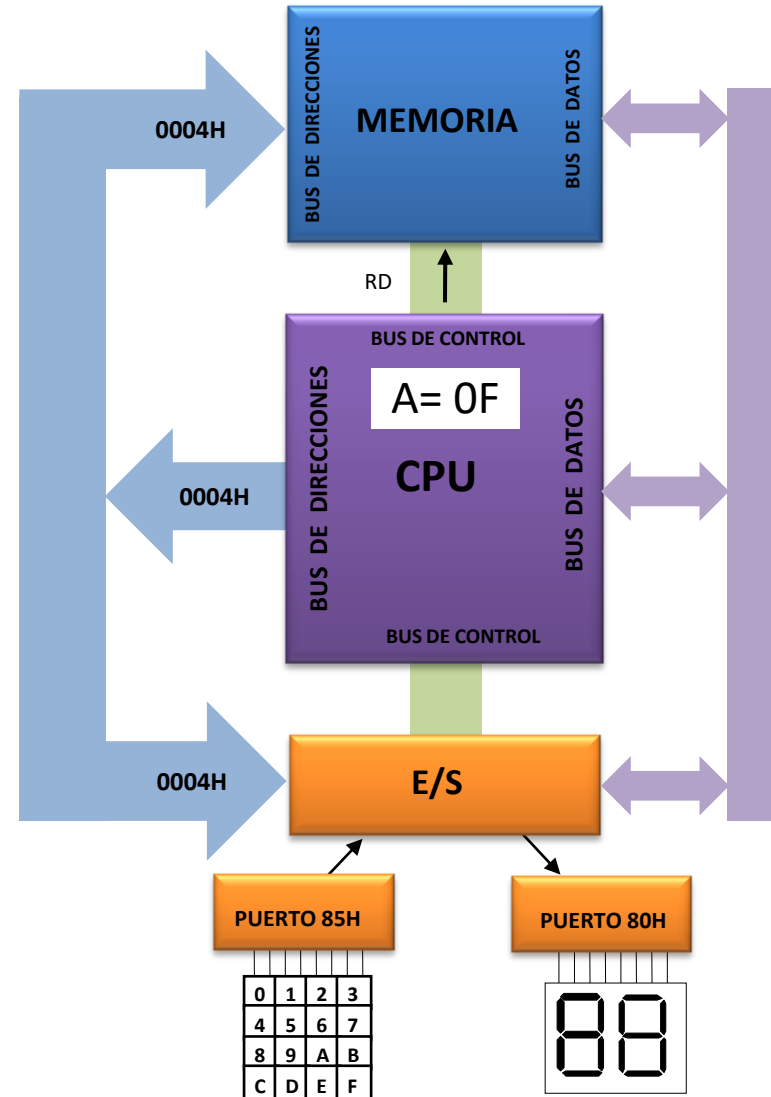 0004H
BUS DE DIRECCIONES
MEMORIA
BUS DE DATOS
RD
BUS DE CONTROL
A= 0F
BUS DE DIRECCIONES
CPU
BUS DE DATOS
0004H
BUS DE CONTROL
0004H
E/S
PUERTO 85H
PUERTO 80H
0 1 2 3
4 5 6 7
8 9 A B
C D E F
88